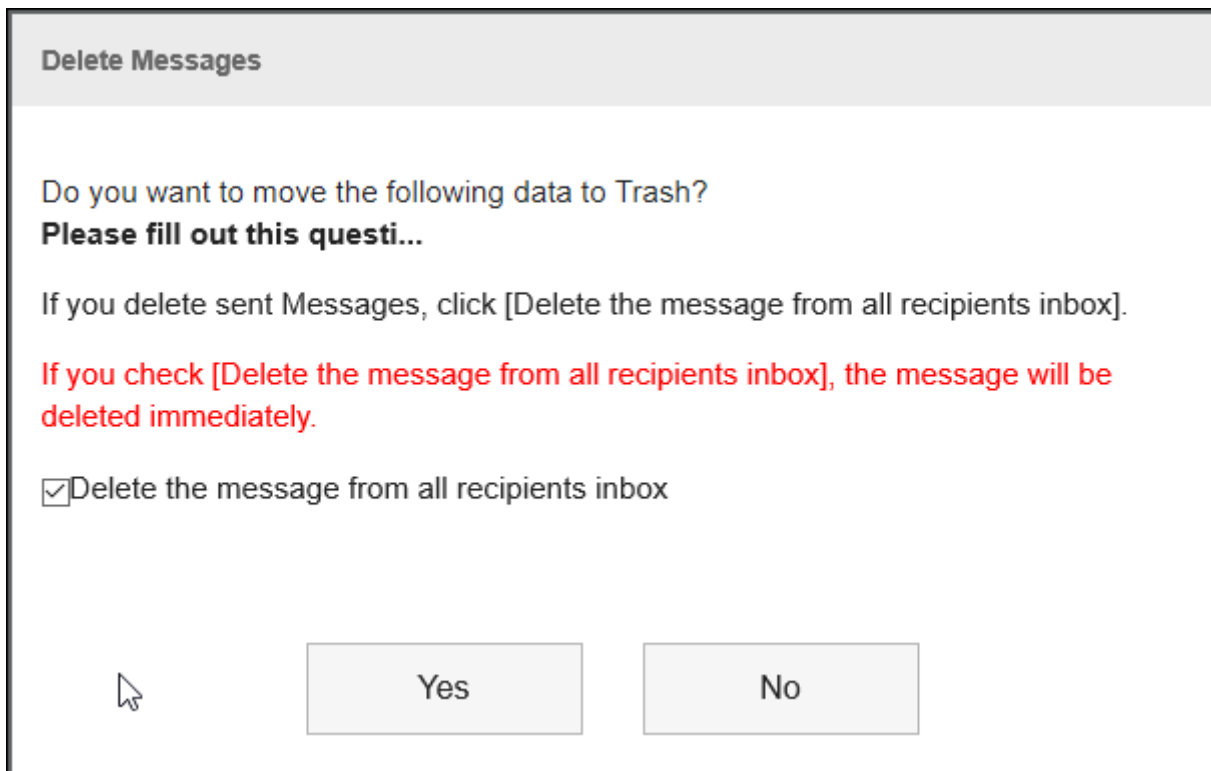 Delete Messages
Do you want to move the following data to Trash?
Please fill out this questi...
If you delete sent Messages, click [Delete the message from all recipients inbox].
If you check [Delete the message from all recipients inbox], the message will be
deleted immediately.
Delete the message from all recipients inbox
Yes
No